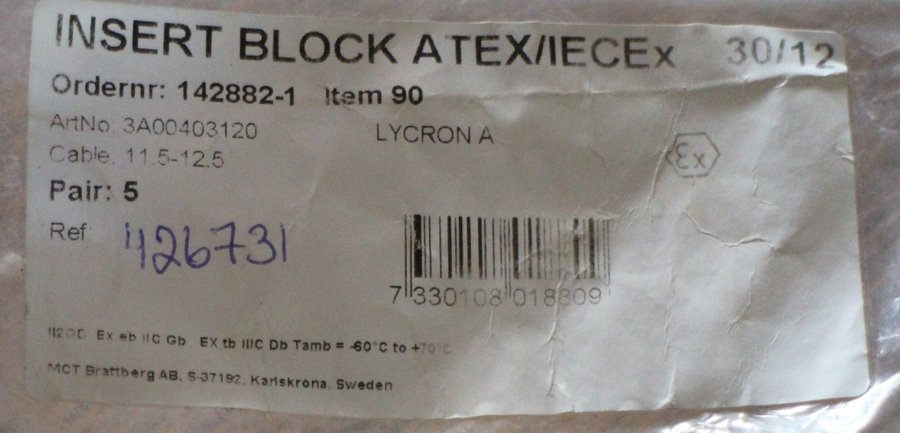 INSERT BLOCK ATEX/IECEx 30/12
Ordernr: 142882-1 Item 90
ArtNo: 3A00403120 LYCRON A
Cable: 11.5-12.5
Pair: 5
Ref: 426731
Ex
7 330108 018809
II2GD Ex eb IIC Gb EX tb IIIC Db Tamb = -60°C to +70°C
MCT Brattberg AB, S-37192, Karlskrona, Sweden